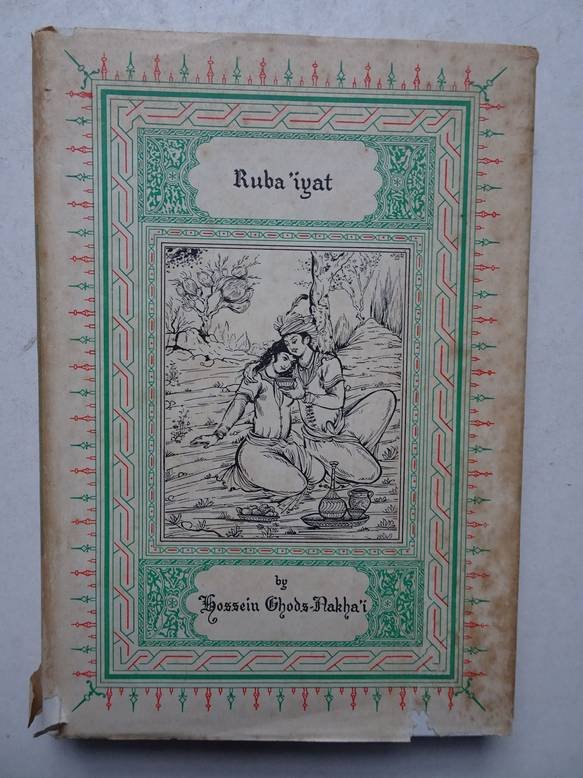 Ruba'iyat
by
Hossein Ghods-Nakha'i